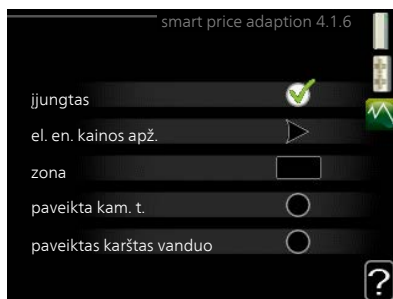 smart price adaption 4.1.6
įjungtas
el. en. kainos apž.
zona
paveikta kam. t.
paveiktas karštas vanduo
?